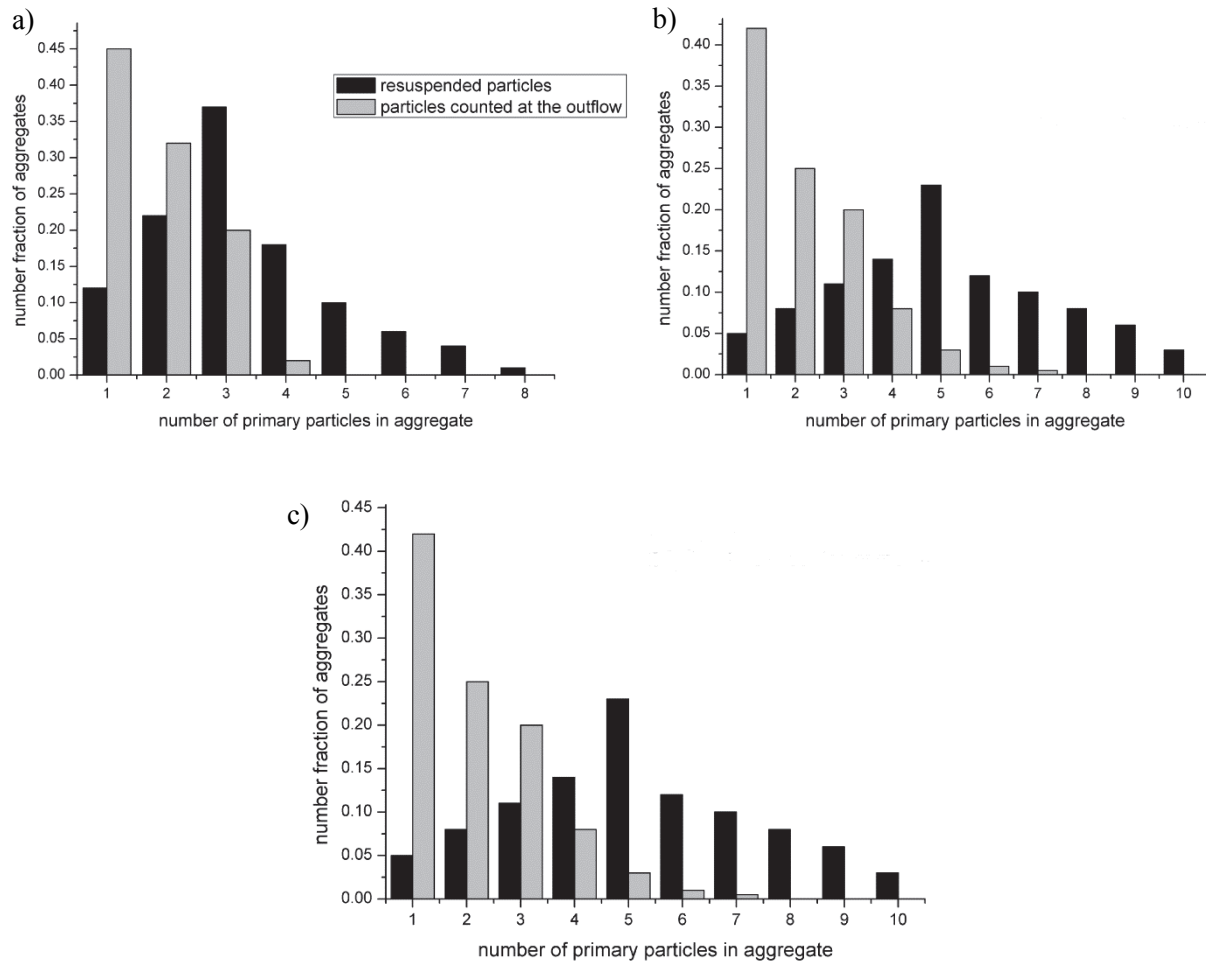 a)
number fraction of aggregates
0.45
0.40
0.35
0.30
0.25
0.20
0.15
0.10
0.05
0.00
resuspended particles
particles counted at the outflow
1 2 3 4 5 6 7 8
number of primary particles in aggregate
b)
number fraction of aggregates
0.40
0.35
0.30
0.25
0.20
0.15
0.10
0.05
0.00
1 2 3 4 5 6 7 8 9 10
number of primary particles in aggregate
c)
number fraction of aggregates
0.45
0.40
0.35
0.30
0.25
0.20
0.15
0.10
0.05
0.00
1 2 3 4 5 6 7 8 9 10
number of primary particles in aggregate